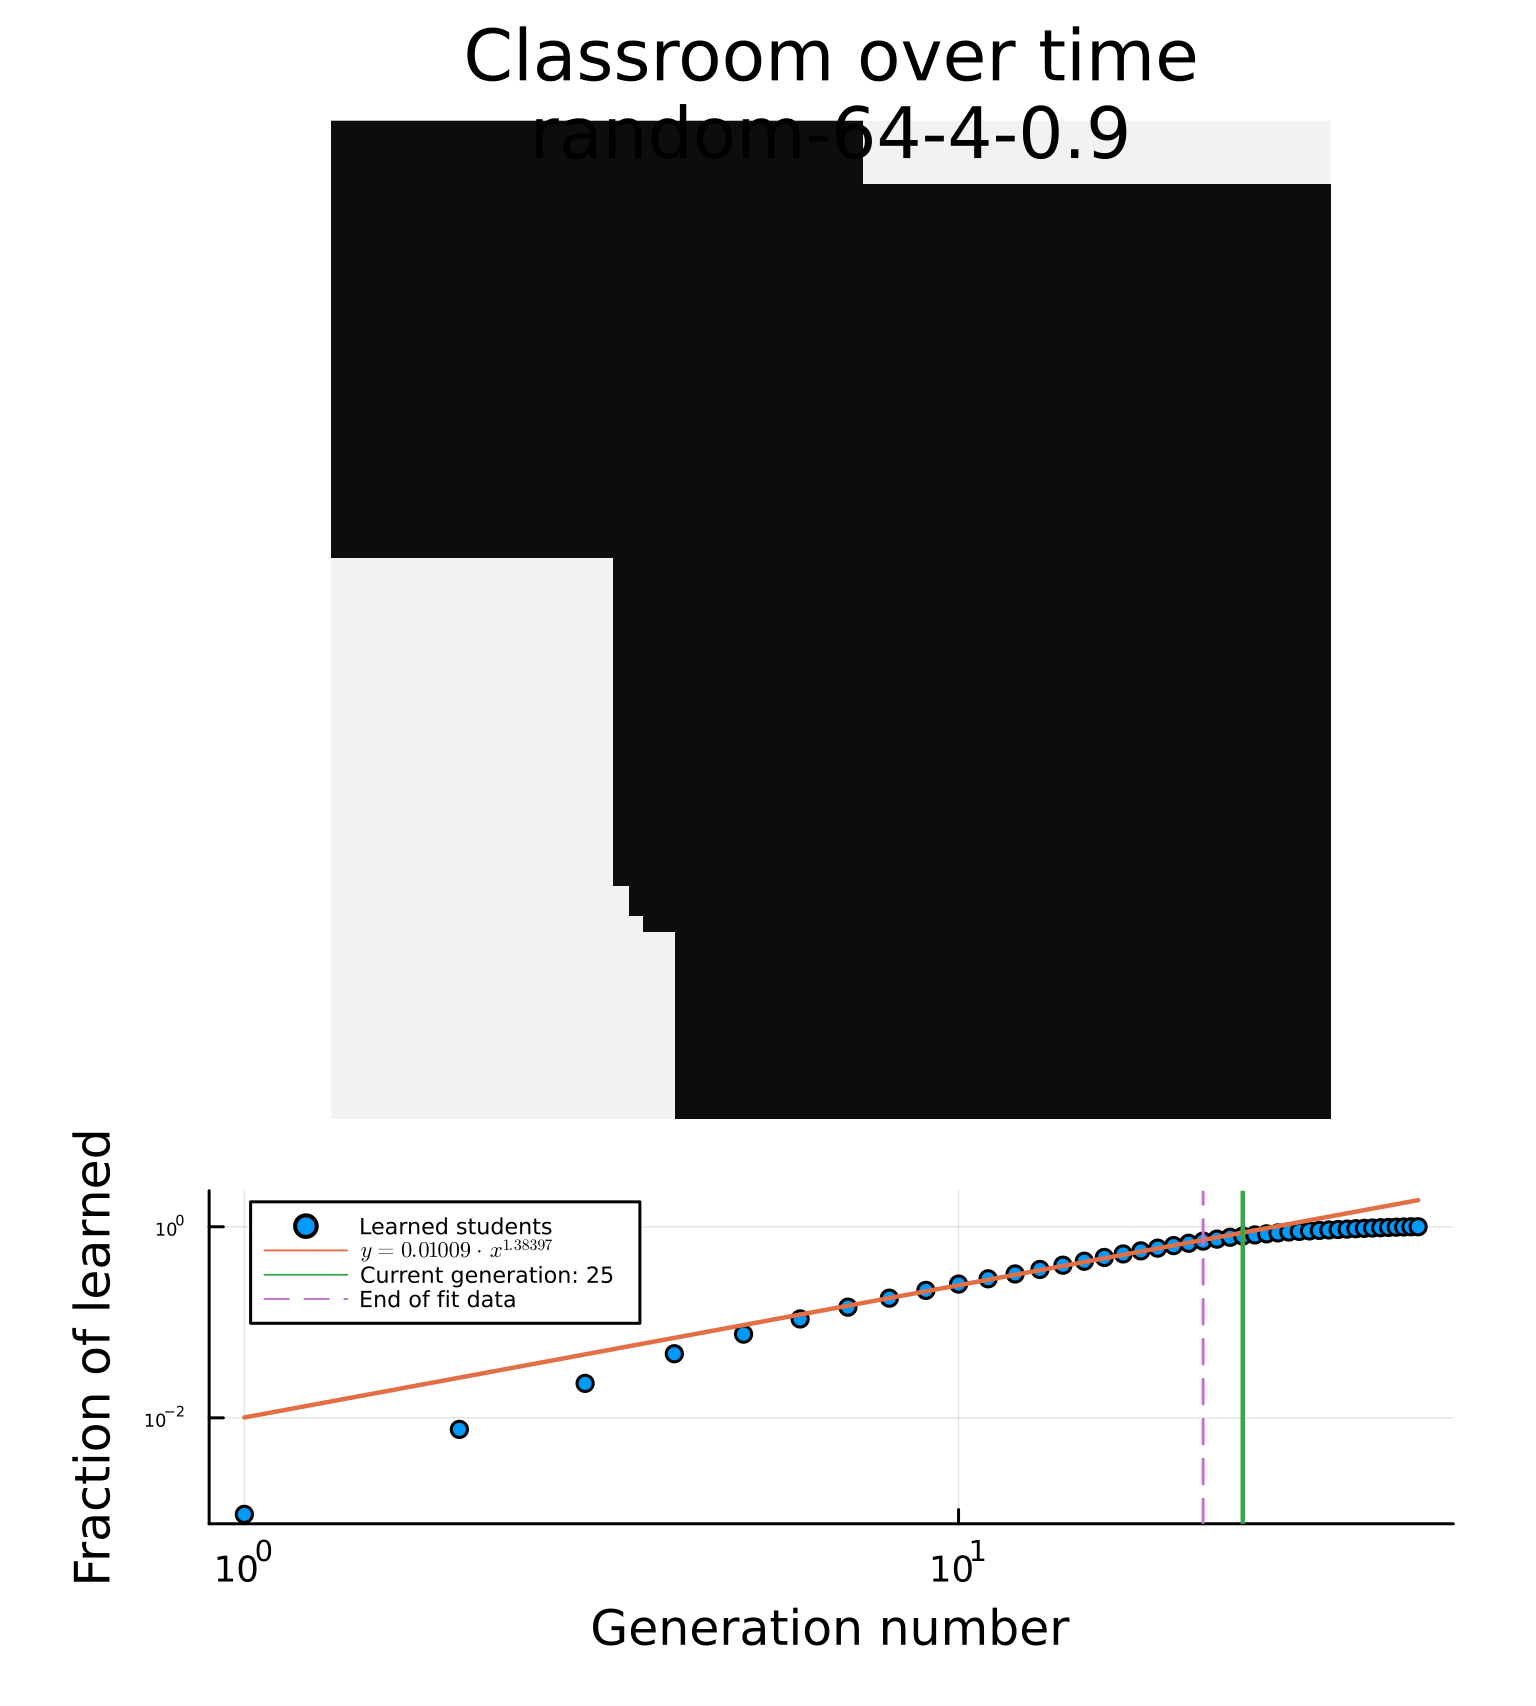 Classroom over time
random-64-4-0.9
Fraction of learned
10^0
10^-2
Learned students
y = 0.01009 · x^1.38397
Current generation: 25
End of fit data
10^0
10^1
Generation number